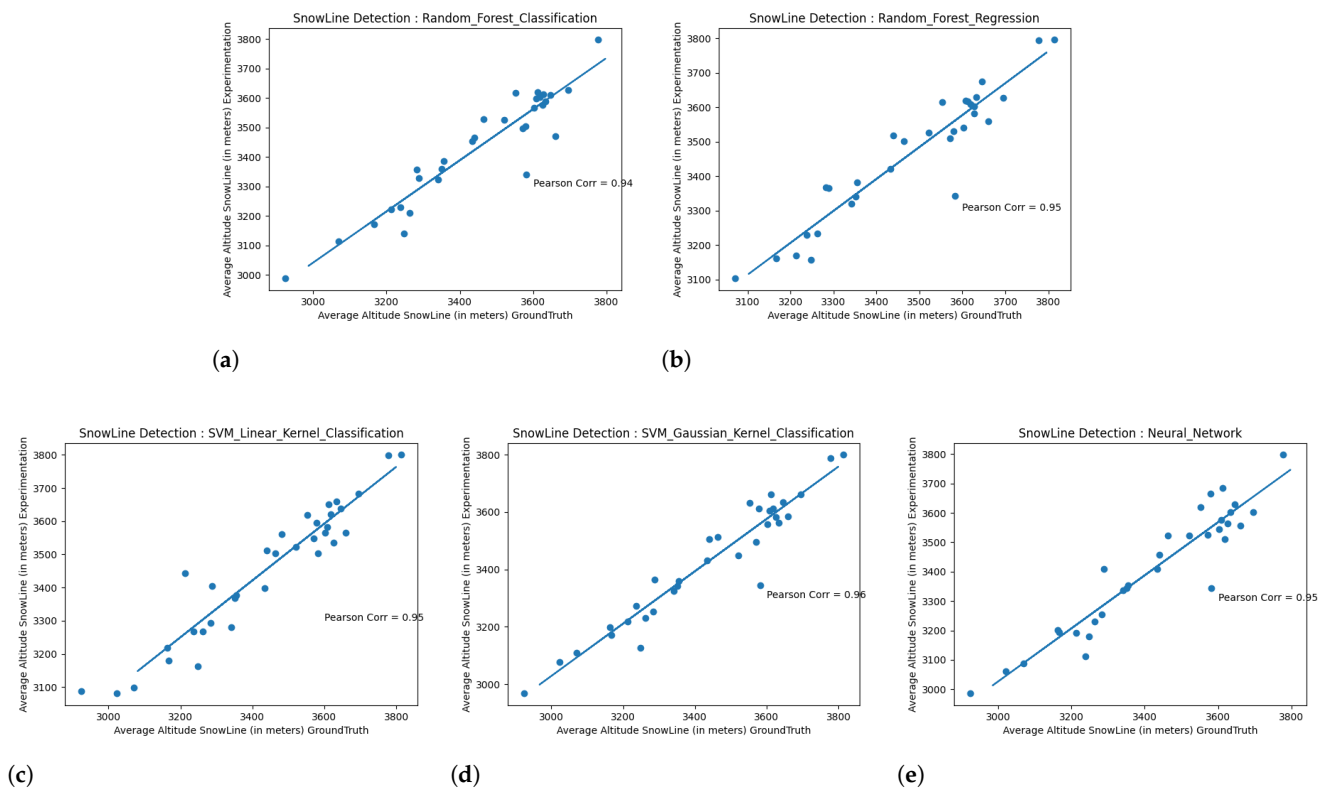 SnowLine Detection : Random_Forest_Classification
Average Altitude SnowLine (in meters) Experimentation
3800
3700
3600
3500
3400
3300
3200
3100
3000
Pearson Corr = 0.94
3000 3200 3400 3600 3800
Average Altitude SnowLine (in meters) GroundTruth
(a)
SnowLine Detection : Random_Forest_Regression
Average Altitude SnowLine (in meters) Experimentation
3800
3700
3600
3500
3400
3300
3200
3100
Pearson Corr = 0.95
3100 3200 3300 3400 3500 3600 3700 3800
Average Altitude SnowLine (in meters) GroundTruth
(b)
SnowLine Detection : SVM_Linear_Kernel_Classification
Average Altitude SnowLine (in meters) Experimentation
3800
3700
3600
3500
3400
3300
3200
3100
Pearson Corr = 0.95
3000 3200 3400 3600 3800
Average Altitude SnowLine (in meters) GroundTruth
(c)
SnowLine Detection : SVM_Gaussian_Kernel_Classification
Average Altitude SnowLine (in meters) Experimentation
3800
3600
3400
3200
3000
Pearson Corr = 0.96
3000 3200 3400 3600 3800
Average Altitude SnowLine (in meters) GroundTruth
(d)
SnowLine Detection : Neural_Network
Average Altitude SnowLine (in meters) Experimentation
3800
3700
3600
3500
3400
3300
3200
3100
3000
Pearson Corr = 0.95
3000 3200 3400 3600 3800
Average Altitude SnowLine (in meters) GroundTruth
(e)